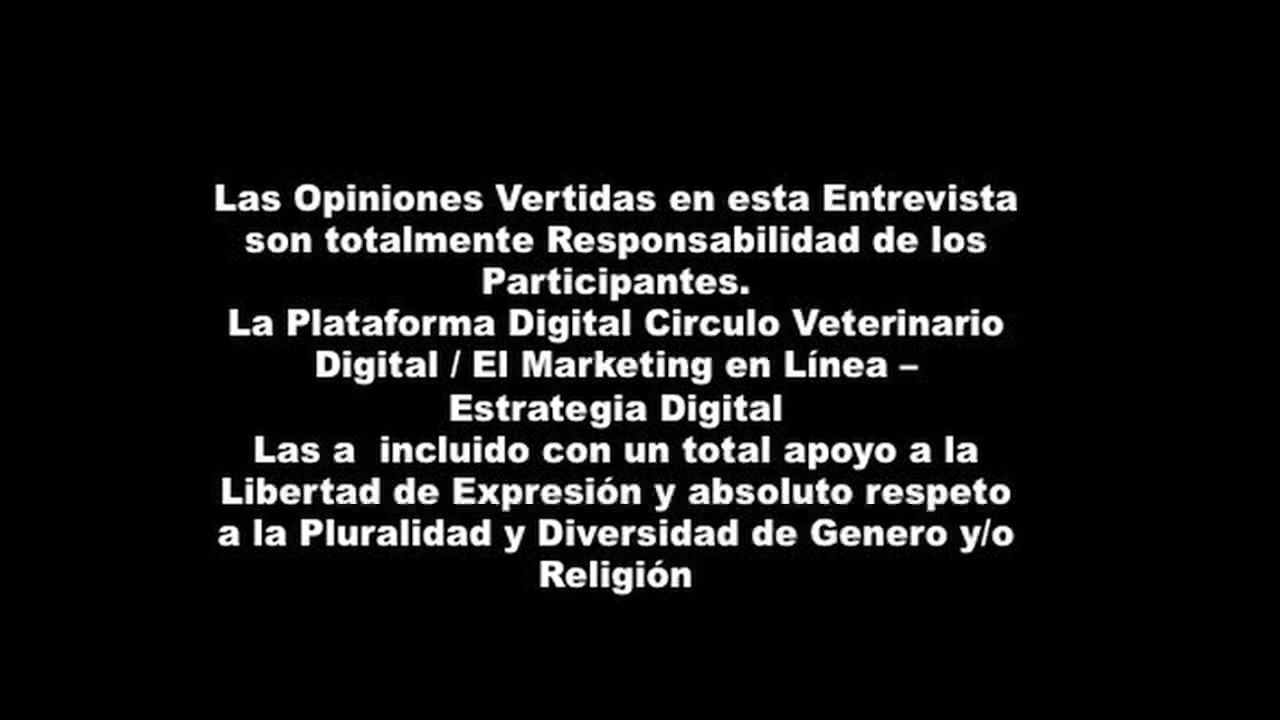 Las Opiniones Vertidas en esta Entrevista
son totalmente Responsabilidad de los
Participantes.
La Plataforma Digital Circulo Veterinario
Digital / El Marketing en Línea –
Estrategia Digital
Las a  incluido con un total apoyo a la
Libertad de Expresión y absoluto respeto
a la Pluralidad y Diversidad de Genero y/o
Religión